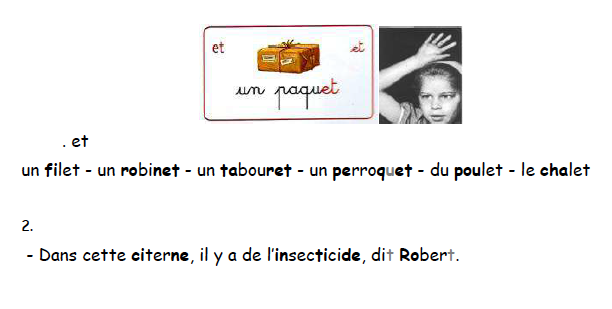 et et
un paquet
. et
un filet - un robinet - un tabouret - un perroquet - du poulet - le chalet
2.
- Dans cette citerne, il y a de l'insecticide, dit Robert.